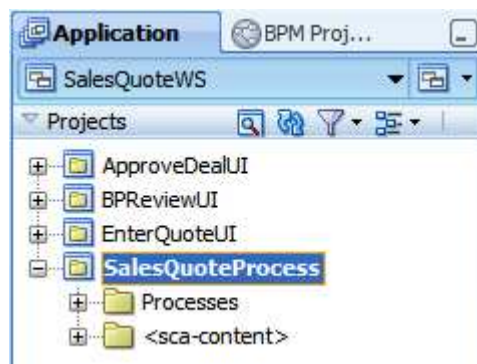 Application BPM Proj...
SalesQuoteWS
Projects
ApproveDealUI
BPReviewUI
EnterQuoteUI
SalesQuoteProcess
Processes
<sca-content>